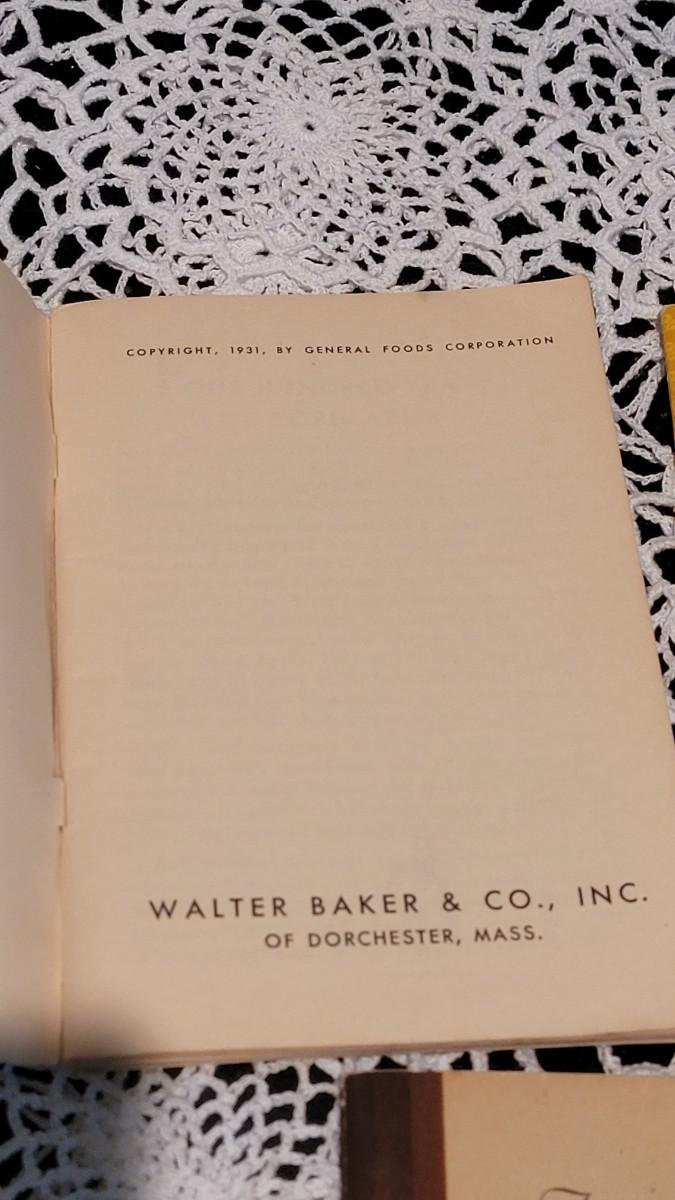 COPYRIGHT, 1931, BY GENERAL FOODS CORPORATION
WALTER BAKER & CO., INC.
OF DORCHESTER, MASS.